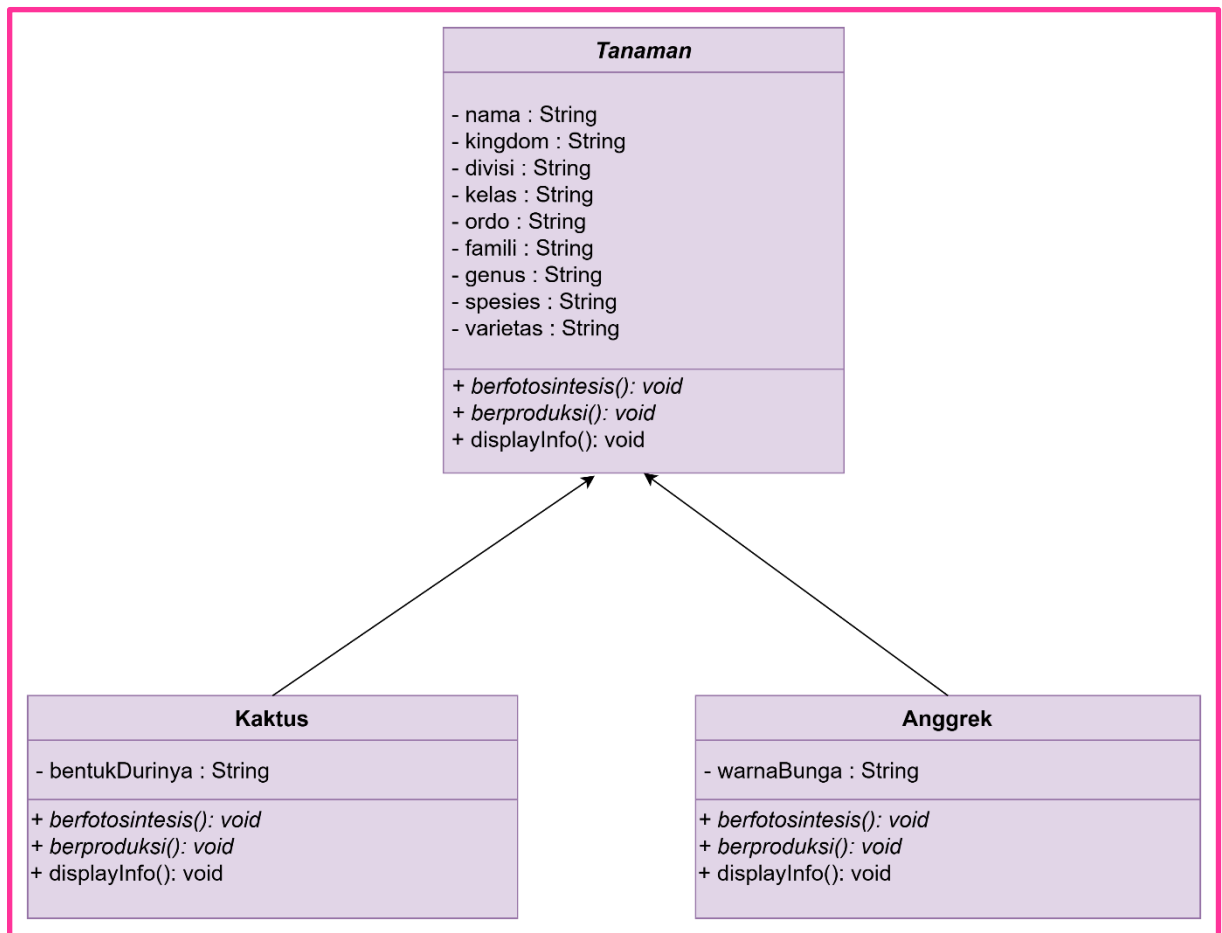 Tanaman
- nama : String
- kingdom : String
- divisi : String
- kelas : String
- ordo : String
- famili : String
- genus : String
- spesies : String
- varietas : String
+ berfotosintesis(): void
+ berproduksi(): void
+ displayInfo(): void
Kaktus
- bentukDurinya : String
+ berfotosintesis(): void
+ berproduksi(): void
+ displayInfo(): void
Anggrek
- warnaBunga : String
+ berfotosintesis(): void
+ berproduksi(): void
+ displayInfo(): void